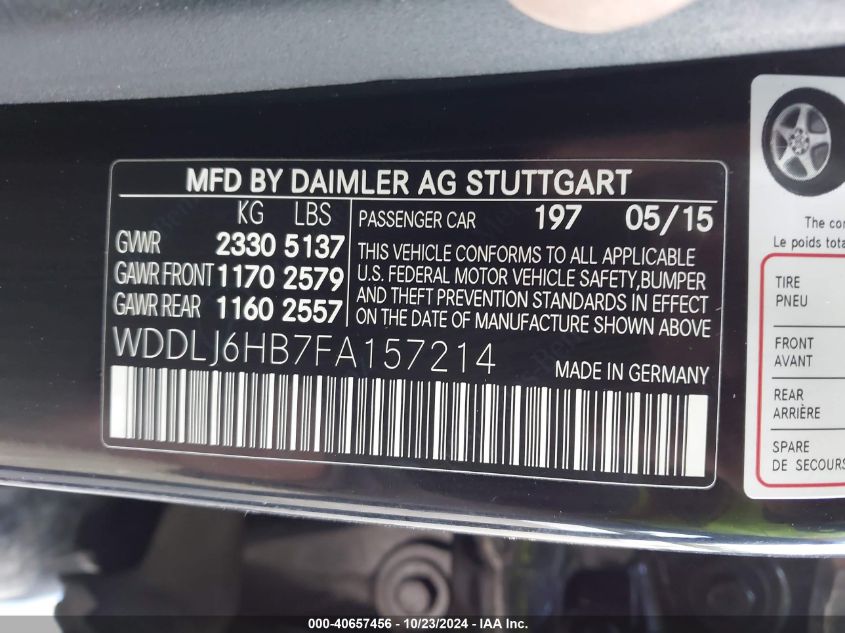 MFD BY DAIMLER AG STUTTGART
KG LBS
GVWR 2330 5137
GAWR FRONT 1170 2579
GAWR REAR 1160 2557
PASSENGER CAR 197 05/15
THIS VEHICLE CONFORMS TO ALL APPLICABLE
U.S. FEDERAL MOTOR VEHICLE SAFETY, BUMPER
AND THEFT PREVENTION STANDARDS IN EFFECT
ON THE DATE OF MANUFACTURE SHOWN ABOVE
WDDLJ6HB7FA157214
MADE IN GERMANY
The
Le poids
TIRE
PNEU
FRONT
AVANT
REAR
ARRIÈRE
SPARE
DE SECOURS
000-40657456 - 10/23/2024 - IAA Inc.